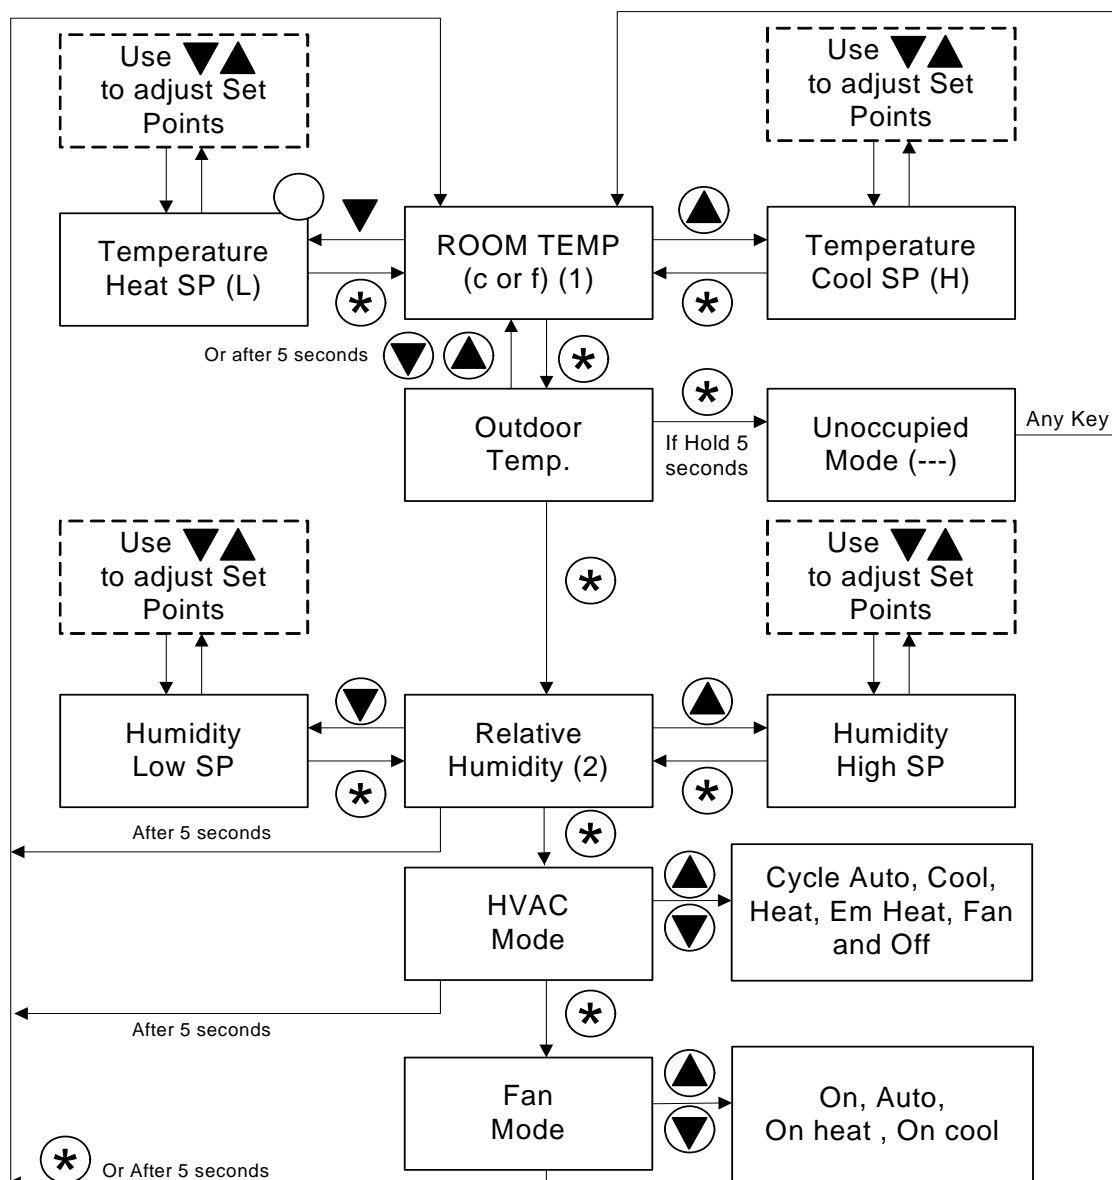 Use ▼▲
to adjust Set
Points
Use ▼▲
to adjust Set
Points
Temperature
Heat SP (L)
ROOM TEMP
(c or f) (1)
Temperature
Cool SP (H)
Or after 5 seconds
Outdoor
Temp.
If Hold 5
seconds
Unoccupied
Mode (---)
Any Key
Use ▼▲
to adjust Set
Points
Use ▼▲
to adjust Set
Points
Humidity
Low SP
Relative
Humidity (2)
Humidity
High SP
After 5 seconds
HVAC
Mode
Cycle Auto, Cool,
Heat, Em Heat, Fan
and Off
After 5 seconds
Fan
Mode
On, Auto,
On heat , On cool
Or After 5 seconds